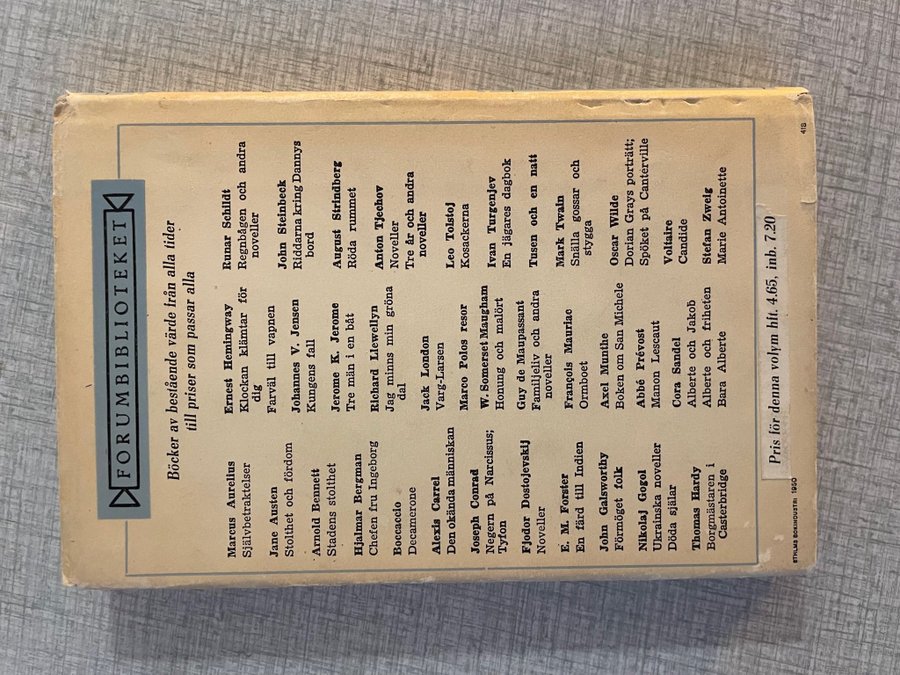 FORUMBIBLIOTEKET
Böcker av bestående värde från alla tider
till priser som passar alla
Marcus Aurelius
Självbetraktelser
Jane Austen
Stolthet och fördom
Arnold Bennett
Stadens stolthet
Hjalmar Bergman
Chefen fru Ingeborg
Boccaccio
Decamerone
Alexis Carrel
Den okända människan
Joseph Conrad
Negern på Narcissus;
Tyfon
Fjodor Dostojevskij
Noveller
E. M. Forster
En färd till Indien
John Galsworthy
Förmöget folk
Nikolaj Gogol
Ukrainska noveller
Döda själar
Thomas Hardy
Borgmästaren i
Casterbridge
Ernest Hemingway
Klockan klämtar för
dig
Farväl till vapnen
Johannes V. Jensen
Kungens fall
Jerome K. Jerome
Tre män i en båt
Richard Llewellyn
Jag minns min gröna
dal
Jack London
Varg-Larsen
Marco Polos resor
W. Somerset Maugham
Honung och malört
Guy de Maupassant
Familjeliv och andra
noveller
François Mauriac
Ormboet
Axel Munthe
Boken om San Michele
Abbé Prévost
Manon Lescaut
Cora Sandel
Alberte och Jakob
Alberte och friheten
Bara Alberte
Runar Schildt
Regnbågen och andra
noveller
John Steinbeck
Riddarna kring Dannys
bord
August Strindberg
Röda rummet
Anton Tjechov
Noveller
Tre år och andra
noveller
Leo Tolstoj
Kosackerna
Ivan Turgenjev
En jägares dagbok
Tusen och en natt
Mark Twain
Snälla gossar och
stygga
Oscar Wilde
Dorian Grays porträtt;
Spöket på Canterville
Voltaire
Candide
Stefan Zweig
Marie Antoinette
Pris för denna volym hft. 4.65, inb. 7.20
STHLMS BOKINDUSTRI 1950
41S